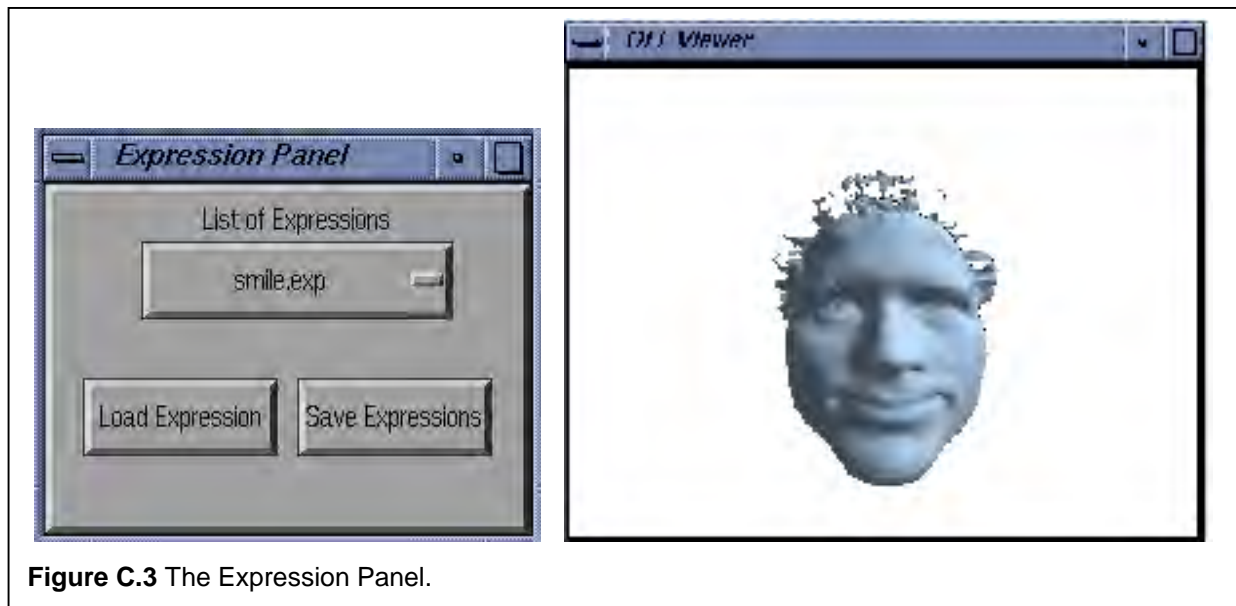 Expression Panel
List of Expressions
smile.exp
Load Expression
Save Expressions
Viewer
Figure C.3 The Expression Panel.